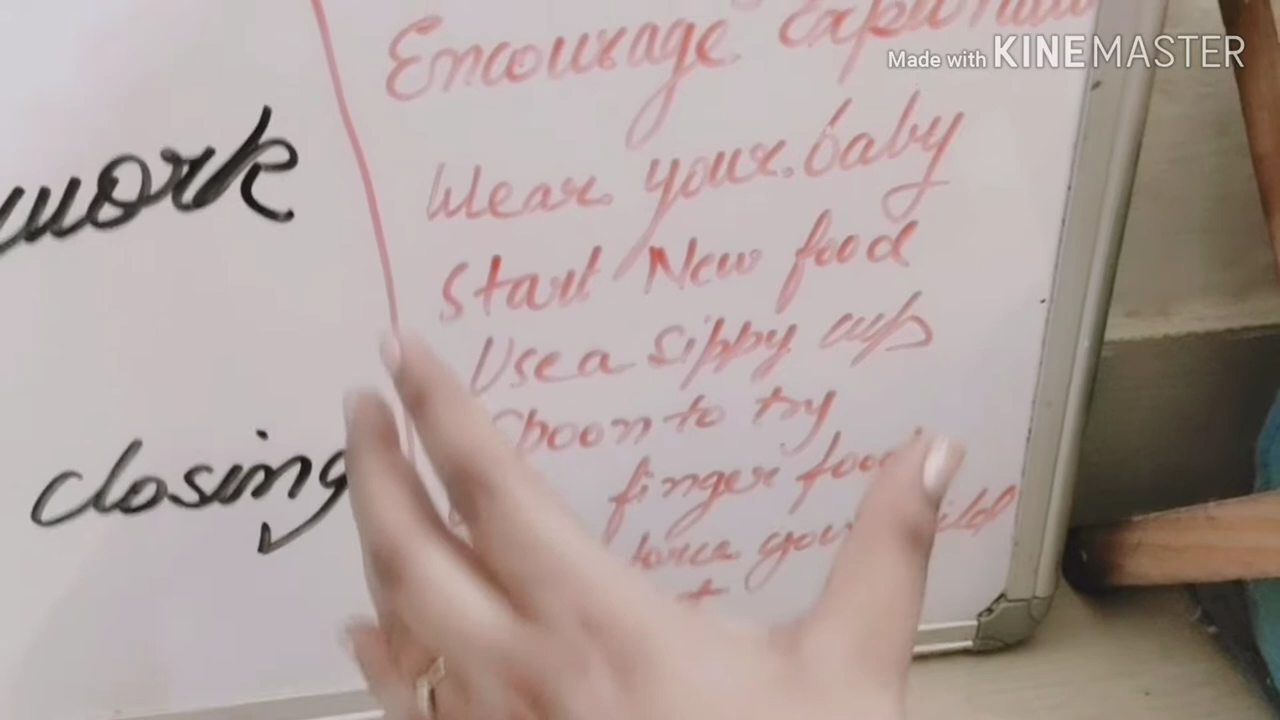 Made with KINEMASTER
work
closing
Encourage
Wear your baby
Start New food
Use a Sippy cup
Spoon to try
finger food
force your